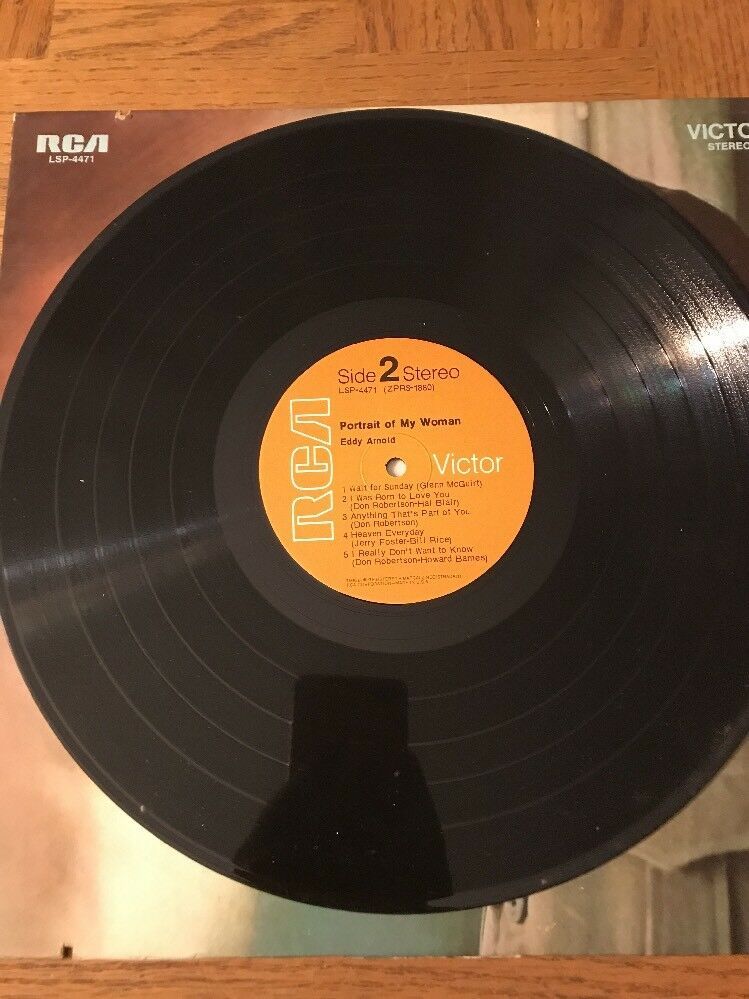 RCA
LSP-4471
VICTO
STEREO
Side 2 Stereo
LSP-4471 (ZPRS-1880)
Portrait of My Woman
Eddy Arnold
RCA
Victor
1 Wait for Sunday (Glenn McGuirt)
2 I Was Born to Love You
(Don Robertson-Hal Blair)
3 Anything That's Part of You
(Don Robertson)
4 Heaven Everyday
(Jerry Foster-Bill Rice)
5 I Really Don't Want to Know
(Don Robertson-Howard Barnes)